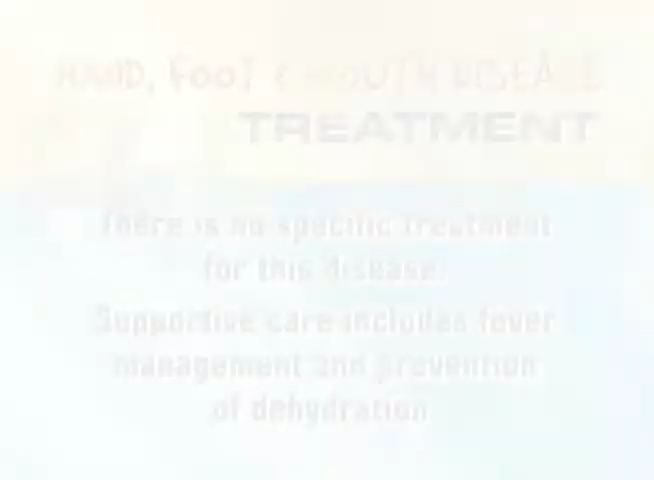 HAND, FOOT & MOUTH DISEASE
TREATMENT
There is no specific treatment
for this disease.
Supportive care includes fever
management and prevention
of dehydration